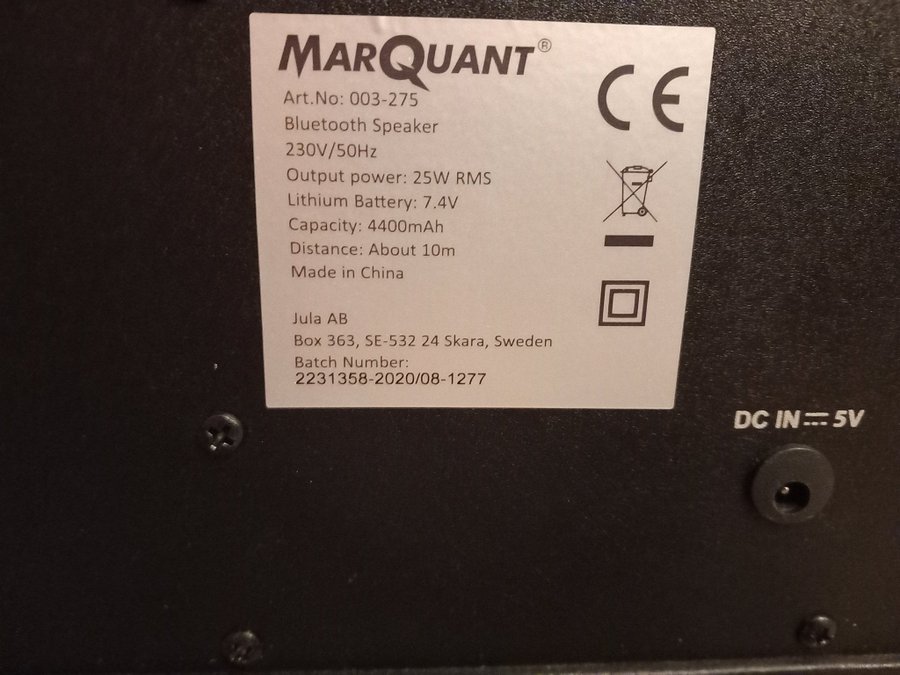 MARQUANT®
Art.No: 003-275
Bluetooth Speaker
230V/50Hz
Output power: 25W RMS
Lithium Battery: 7.4V
Capacity: 4400mAh
Distance: About 10m
Made in China
Jula AB
Box 363, SE-532 24 Skara, Sweden
Batch Number:
2231358-2020/08-1277
CE
DC IN ⎓ 5V